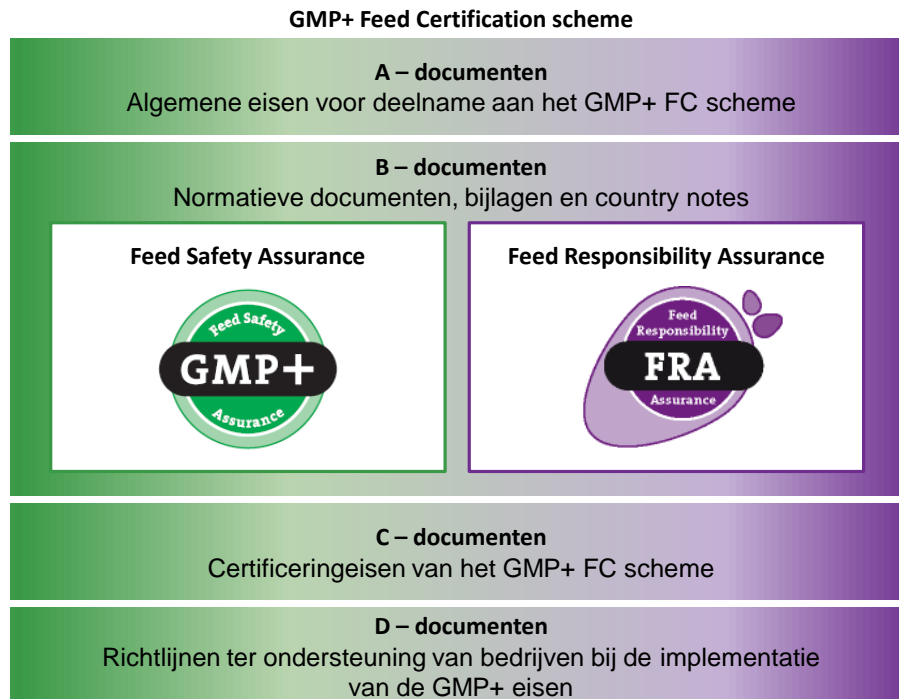 GMP+ Feed Certification scheme
A – documenten
Algemene eisen voor deelname aan het GMP+ FC scheme
B – documenten
Normatieve documenten, bijlagen en country notes
Feed Safety Assurance
Feed Safety
GMP+
Assurance
Feed Responsibility Assurance
Feed
Responsibility
FRA
Assurance
C – documenten
Certificeringeisen van het GMP+ FC scheme
D – documenten
Richtlijnen ter ondersteuning van bedrijven bij de implementatie
van de GMP+ eisen